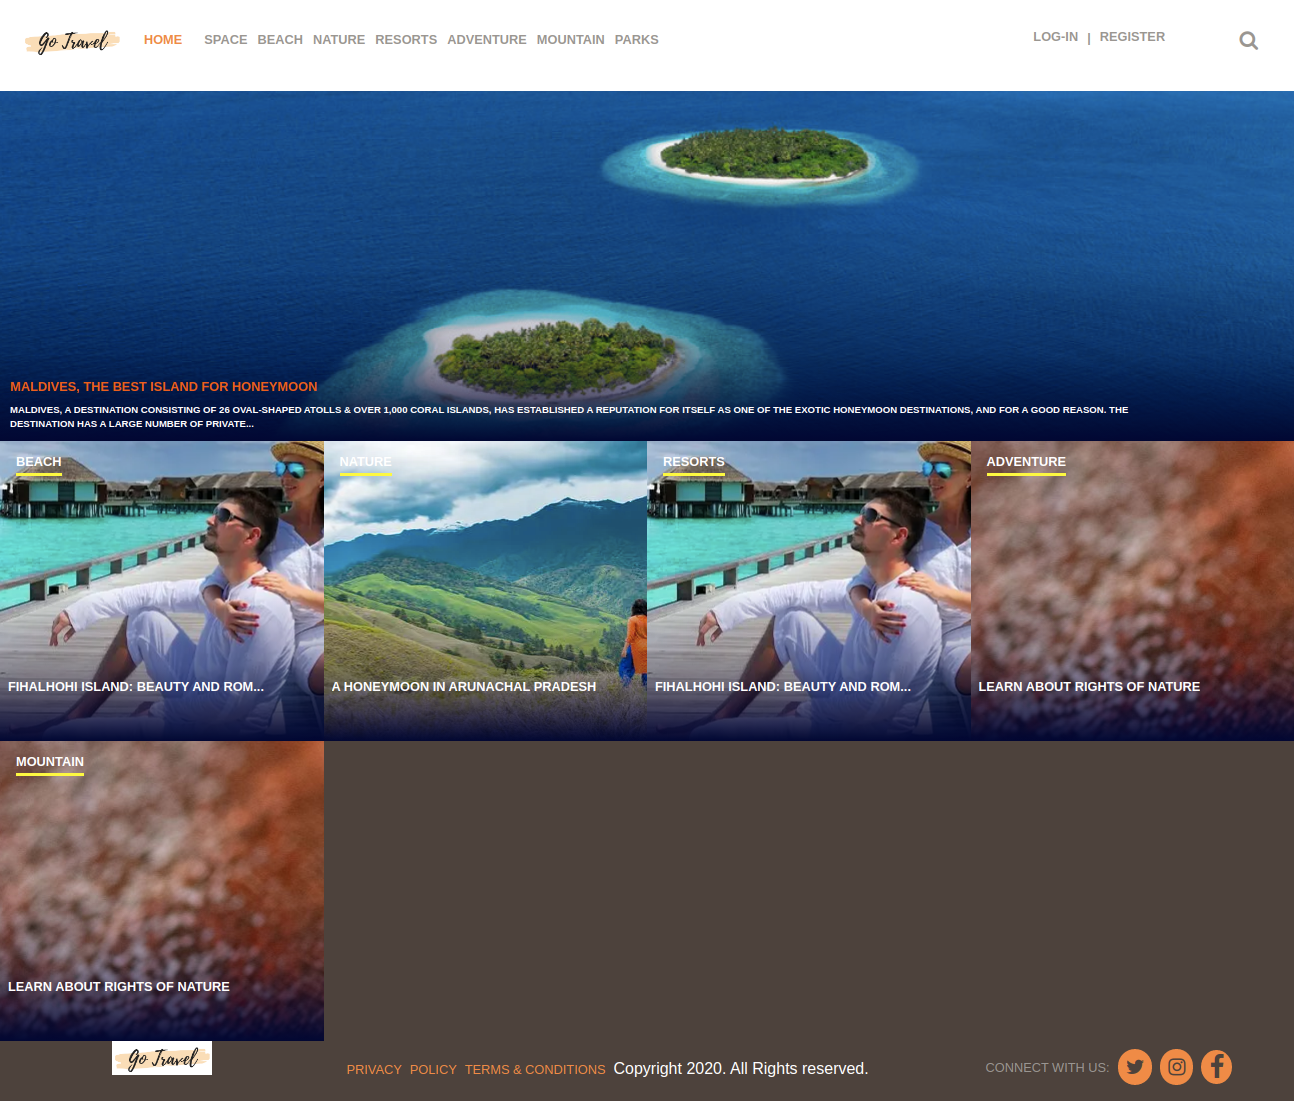 Go Travel
HOME SPACE BEACH NATURE RESORTS ADVENTURE MOUNTAIN PARKS LOG-IN | REGISTER
MALDIVES, THE BEST ISLAND FOR HONEYMOON
MALDIVES, A DESTINATION CONSISTING OF 26 OVAL-SHAPED ATOLLS & OVER 1,000 CORAL ISLANDS, HAS ESTABLISHED A REPUTATION FOR ITSELF AS ONE OF THE EXOTIC HONEYMOON DESTINATIONS, AND FOR A GOOD REASON. THE
DESTINATION HAS A LARGE NUMBER OF PRIVATE...
BEACH
FIHALHOHI ISLAND: BEAUTY AND ROM...
NATURE
A HONEYMOON IN ARUNACHAL PRADESH
RESORTS
FIHALHOHI ISLAND: BEAUTY AND ROM...
ADVENTURE
LEARN ABOUT RIGHTS OF NATURE
MOUNTAIN
LEARN ABOUT RIGHTS OF NATURE
Go Travel
PRIVACY POLICY TERMS & CONDITIONS Copyright 2020. All Rights reserved.
CONNECT WITH US: